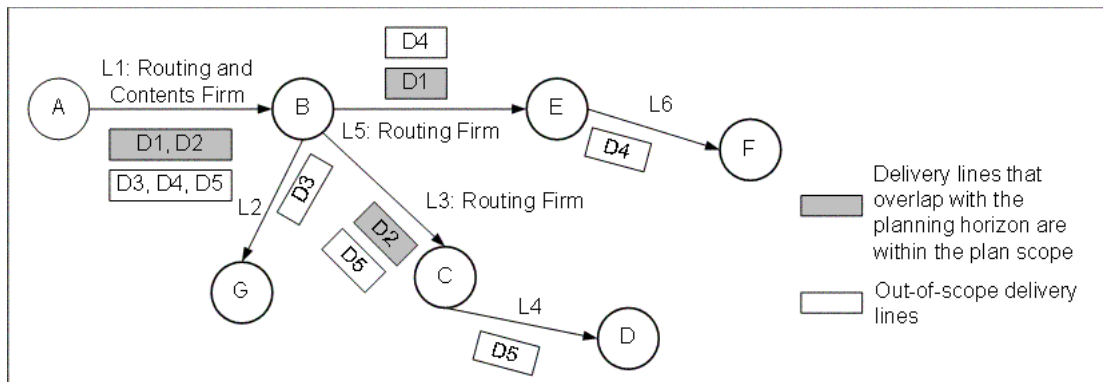 D4
L1: Routing and
Contents Firm
D1
A
B
E
L6
L5: Routing Firm
D1, D2
D4
F
D3, D4, D5
D3
L2
L3: Routing Firm
D2
D5
G
C
L4
D5
D
Delivery lines that
overlap with the
planning horizon are
within the plan scope
Out-of-scope delivery
lines